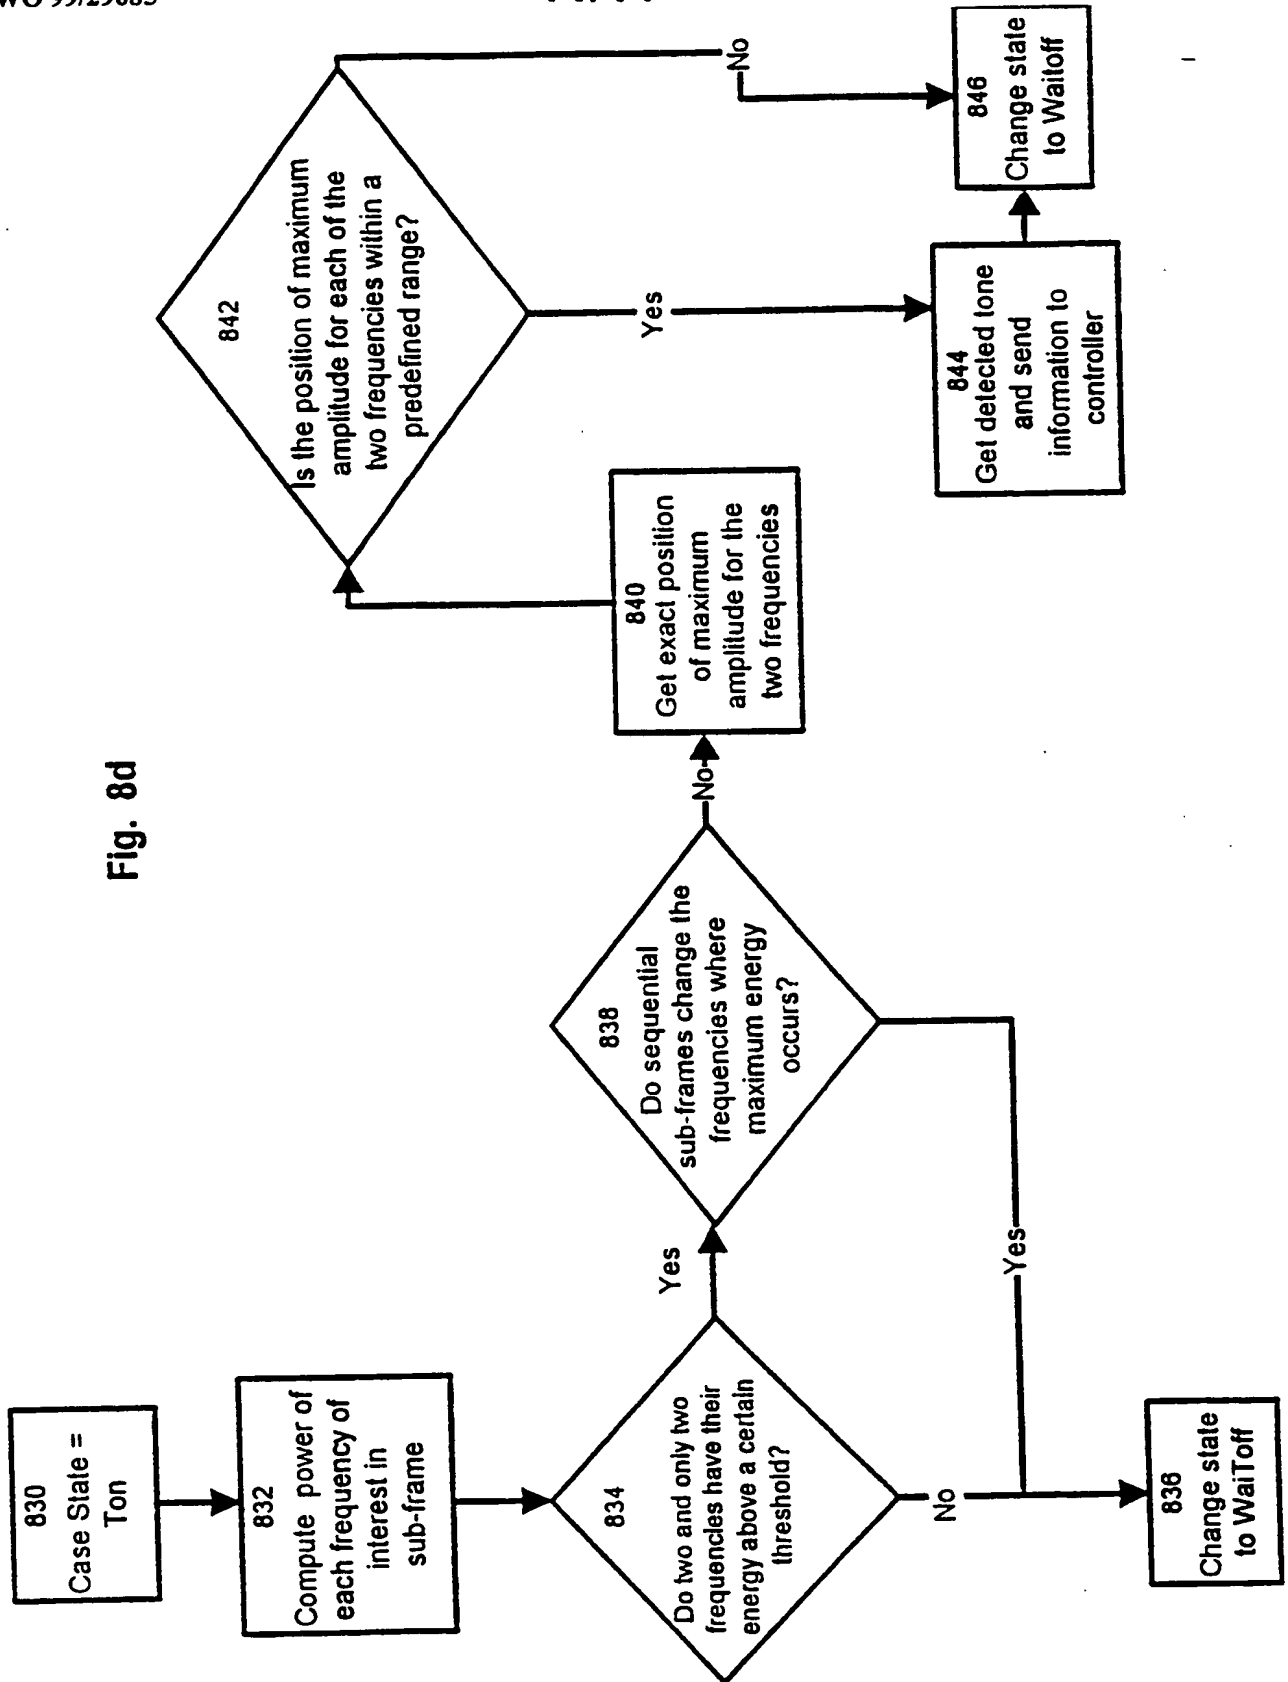 Fig. 8d
830
Case State =
Ton
832
Compute power of
each frequency of
interest in
sub-frame
834
Do two and only two
frequencies have their
energy above a certain
threshold?
No
Yes
836
Change state
to WaiToff
838
Do sequential
sub-frames change the
frequencies where
maximum energy
occurs?
Yes
No
840
Get exact position
of maximum
amplitude for the
two frequencies
842
Is the position of maximum
amplitude for each of the
two frequencies within a
predefined range?
Yes
No
844
Get detected tone
and send
information to
controller
846
Change state
to Waitoff